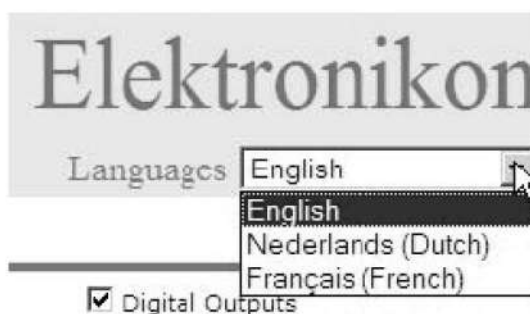 Elektronikon
Languages English
English
Nederlands (Dutch)
Français (French)
Digital Outputs